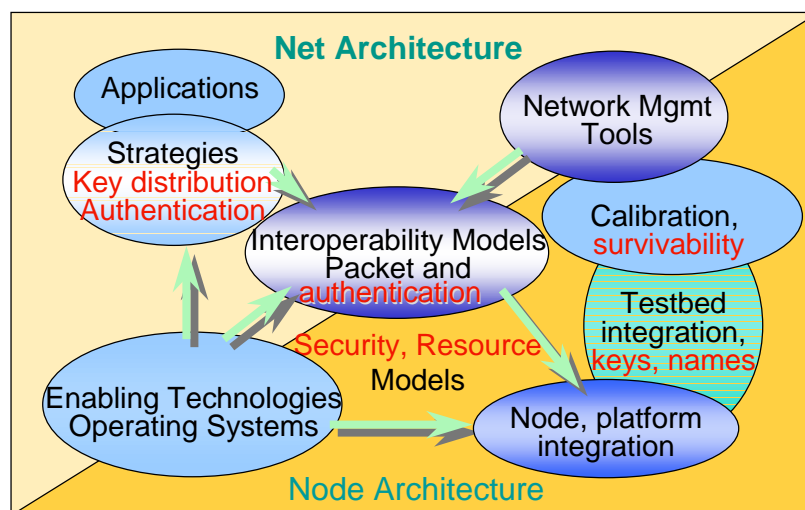 Net Architecture
Applications
Network Mgmt
Tools
Strategies
Key distribution
Authentication
Calibration,
survivability
Interoperability Models
Packet and
authentication
Testbed
integration,
keys, names
Security, Resource
Models
Enabling Technologies
Operating Systems
Node, platform
integration
Node Architecture